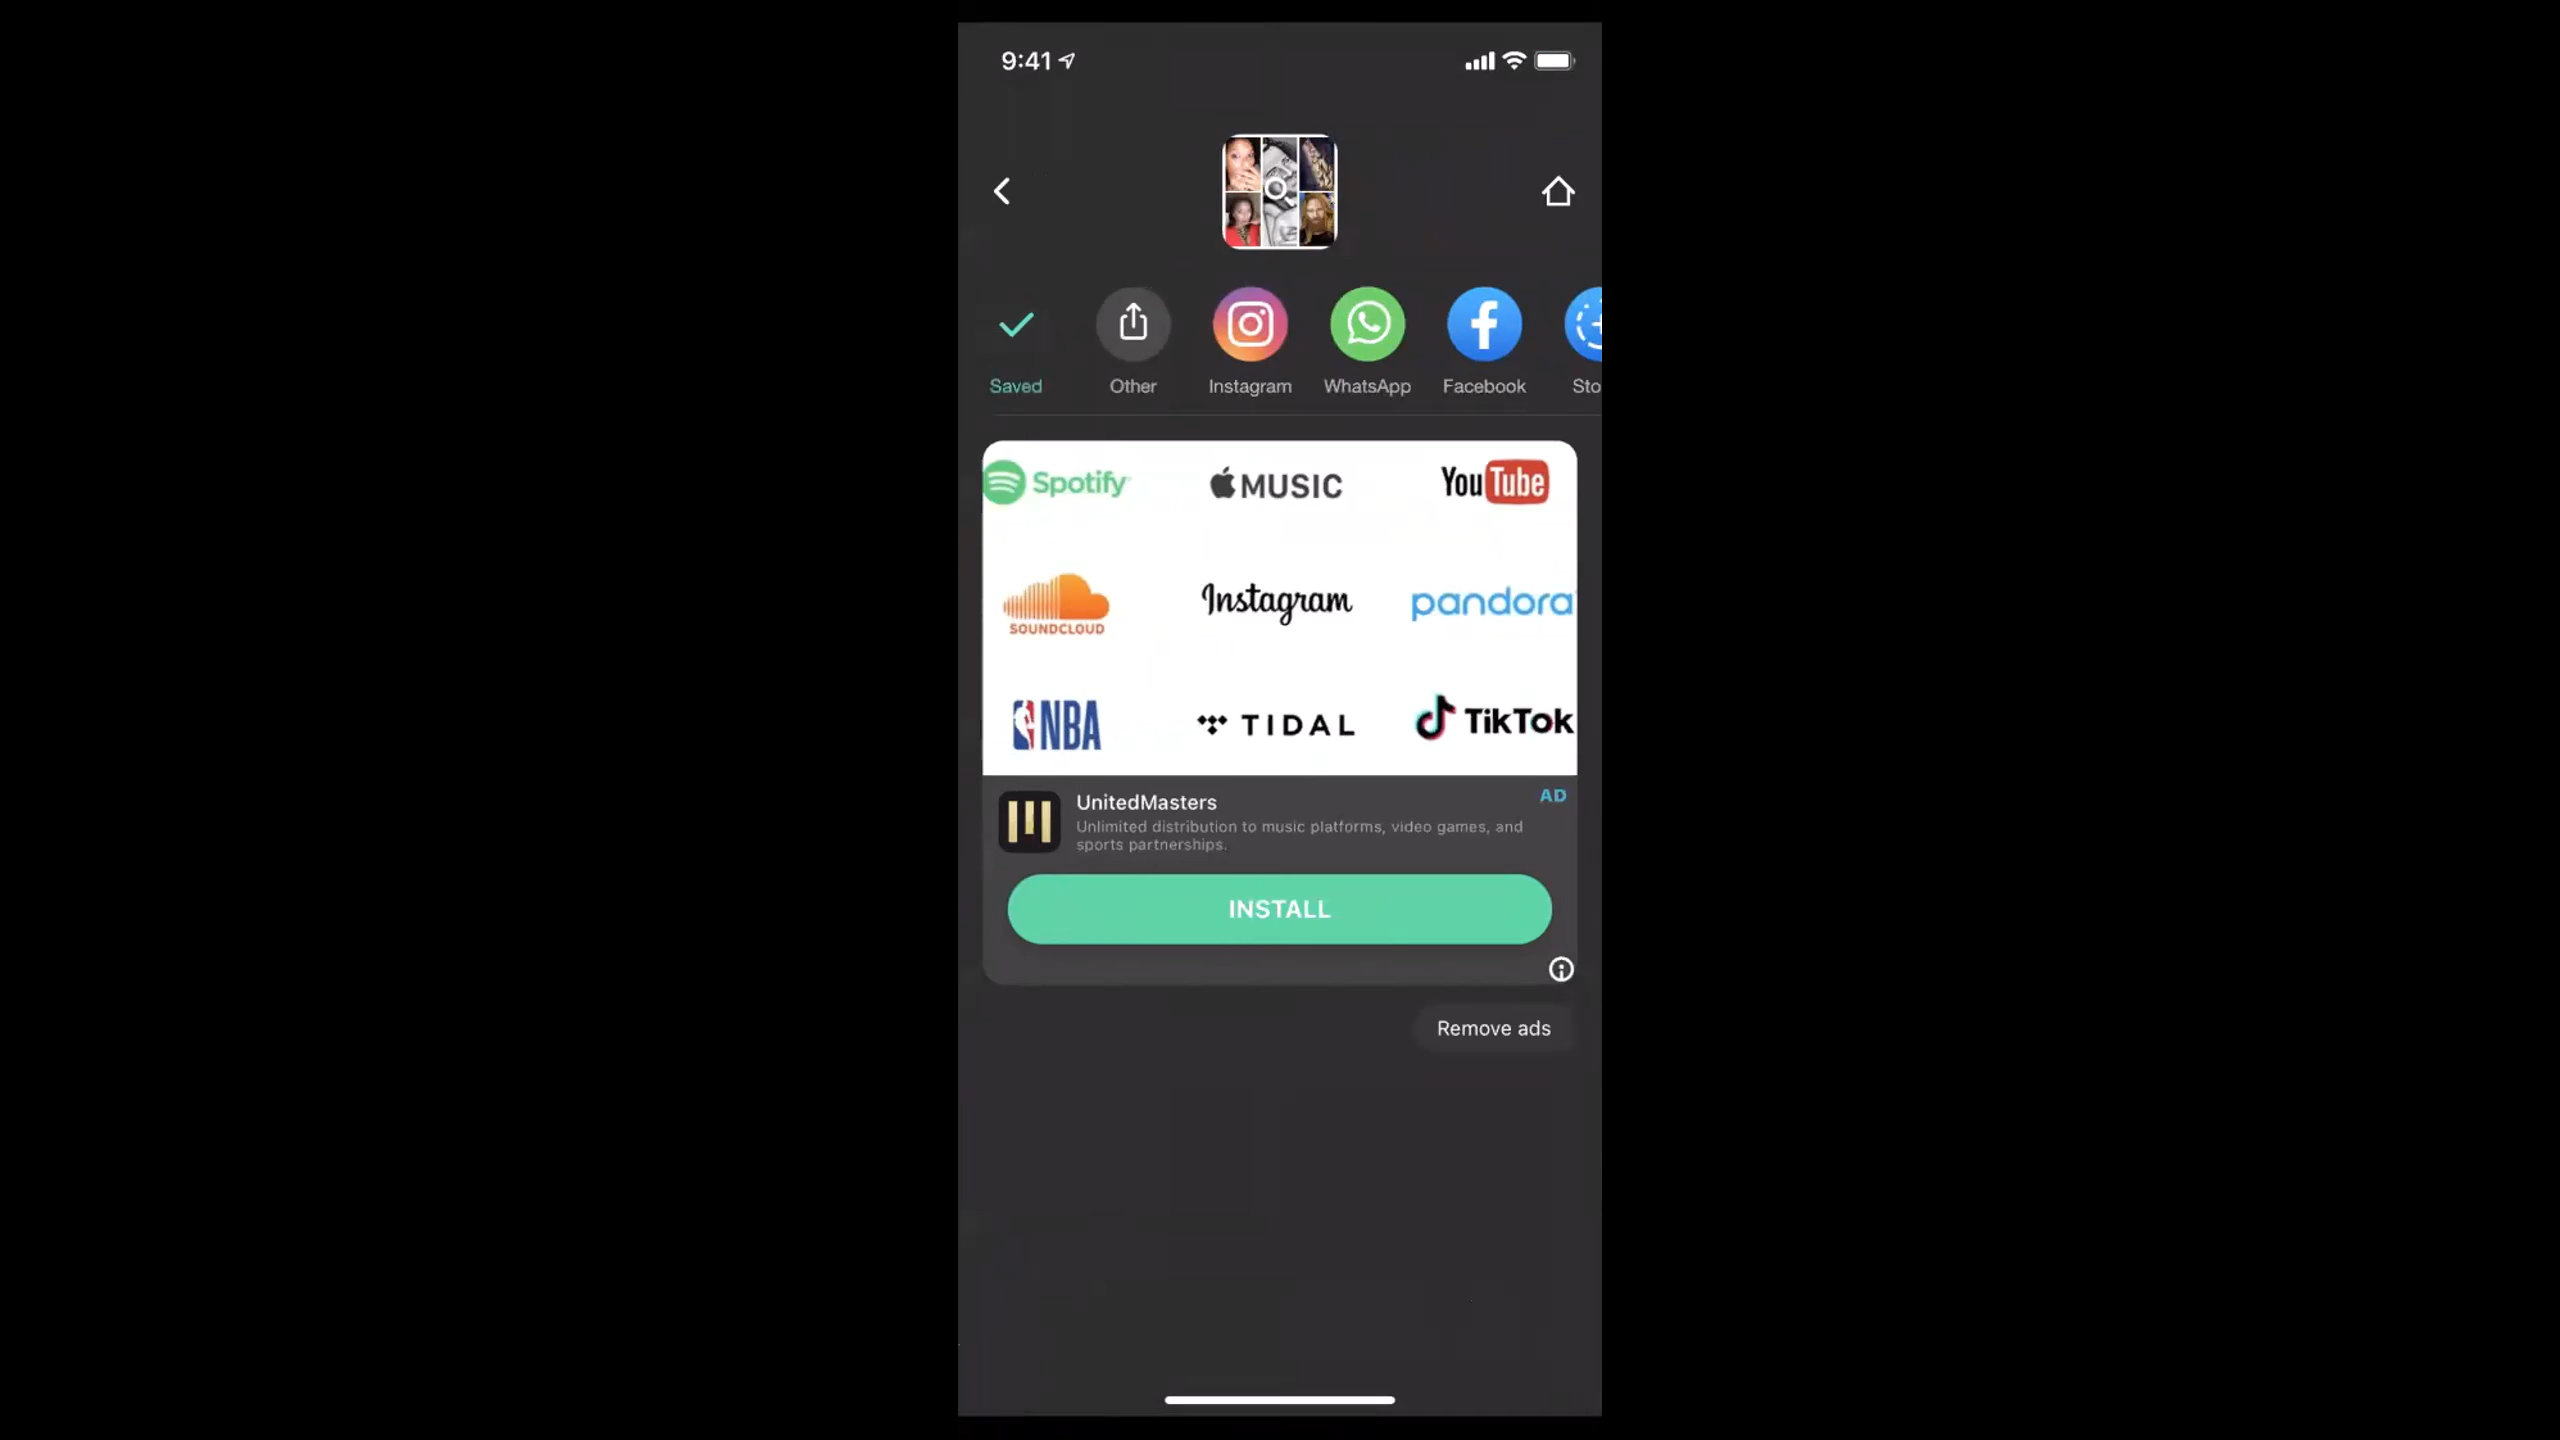 9:41
Saved Other Instagram WhatsApp Facebook Sto
Spotify MUSIC YouTube
SOUNDCLOUD Instagram pandora
NBA TIDAL TikTok
UnitedMasters AD
Unlimited distribution to music platforms, video games, and
sports partnerships.
INSTALL
Remove ads